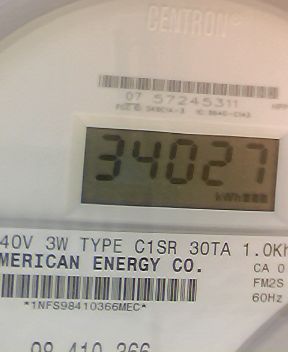 CENTRON®
07 57245311
34027
kWh
40V 3W TYPE C1SR 30TA 1.0Kh
MERICAN ENERGY CO.
CA 0
FM2S
60Hz
*1NFS98410366MEC*
98 410 366